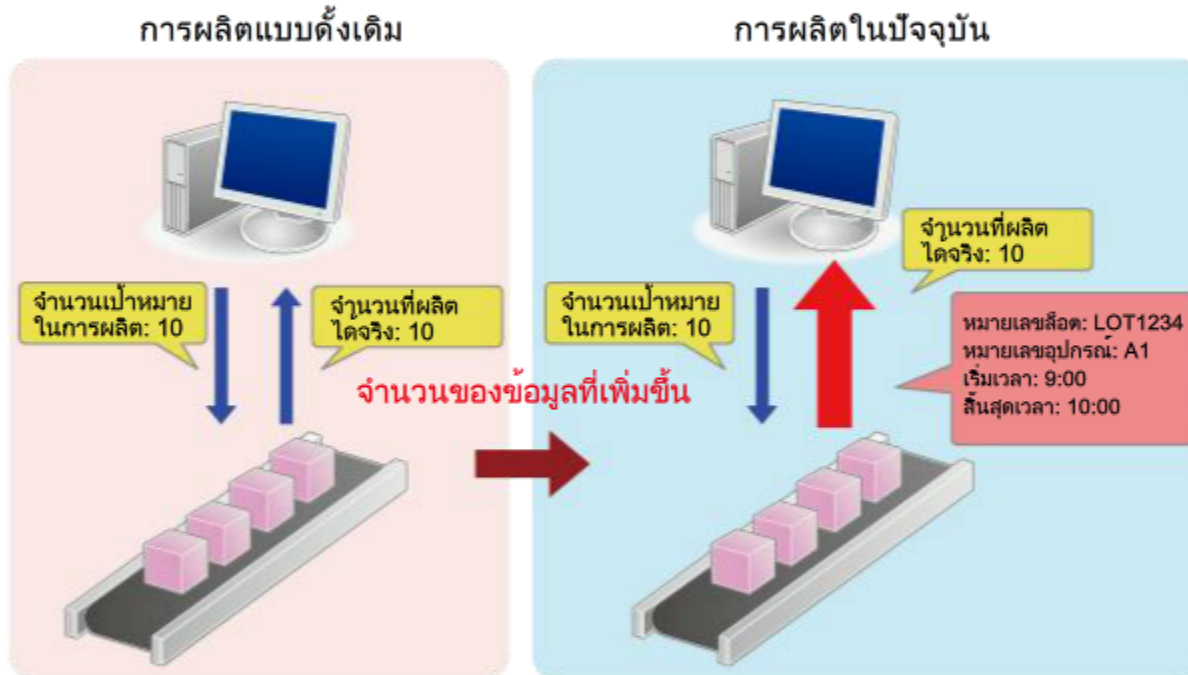 การผลิตแบบดั้งเดิม
การผลิตในปัจจุบัน
จำนวนเป้าหมาย
ในการผลิต: 10
จำนวนที่ผลิต
ได้จริง: 10
จำนวนของข้อมูลที่เพิ่มขึ้น
จำนวนเป้าหมาย
ในการผลิต: 10
จำนวนที่ผลิต
ได้จริง: 10
หมายเลขล็อต: LOT1234
หมายเลขอุปกรณ์: A1
เริ่มเวลา: 9:00
สิ้นสุดเวลา: 10:00